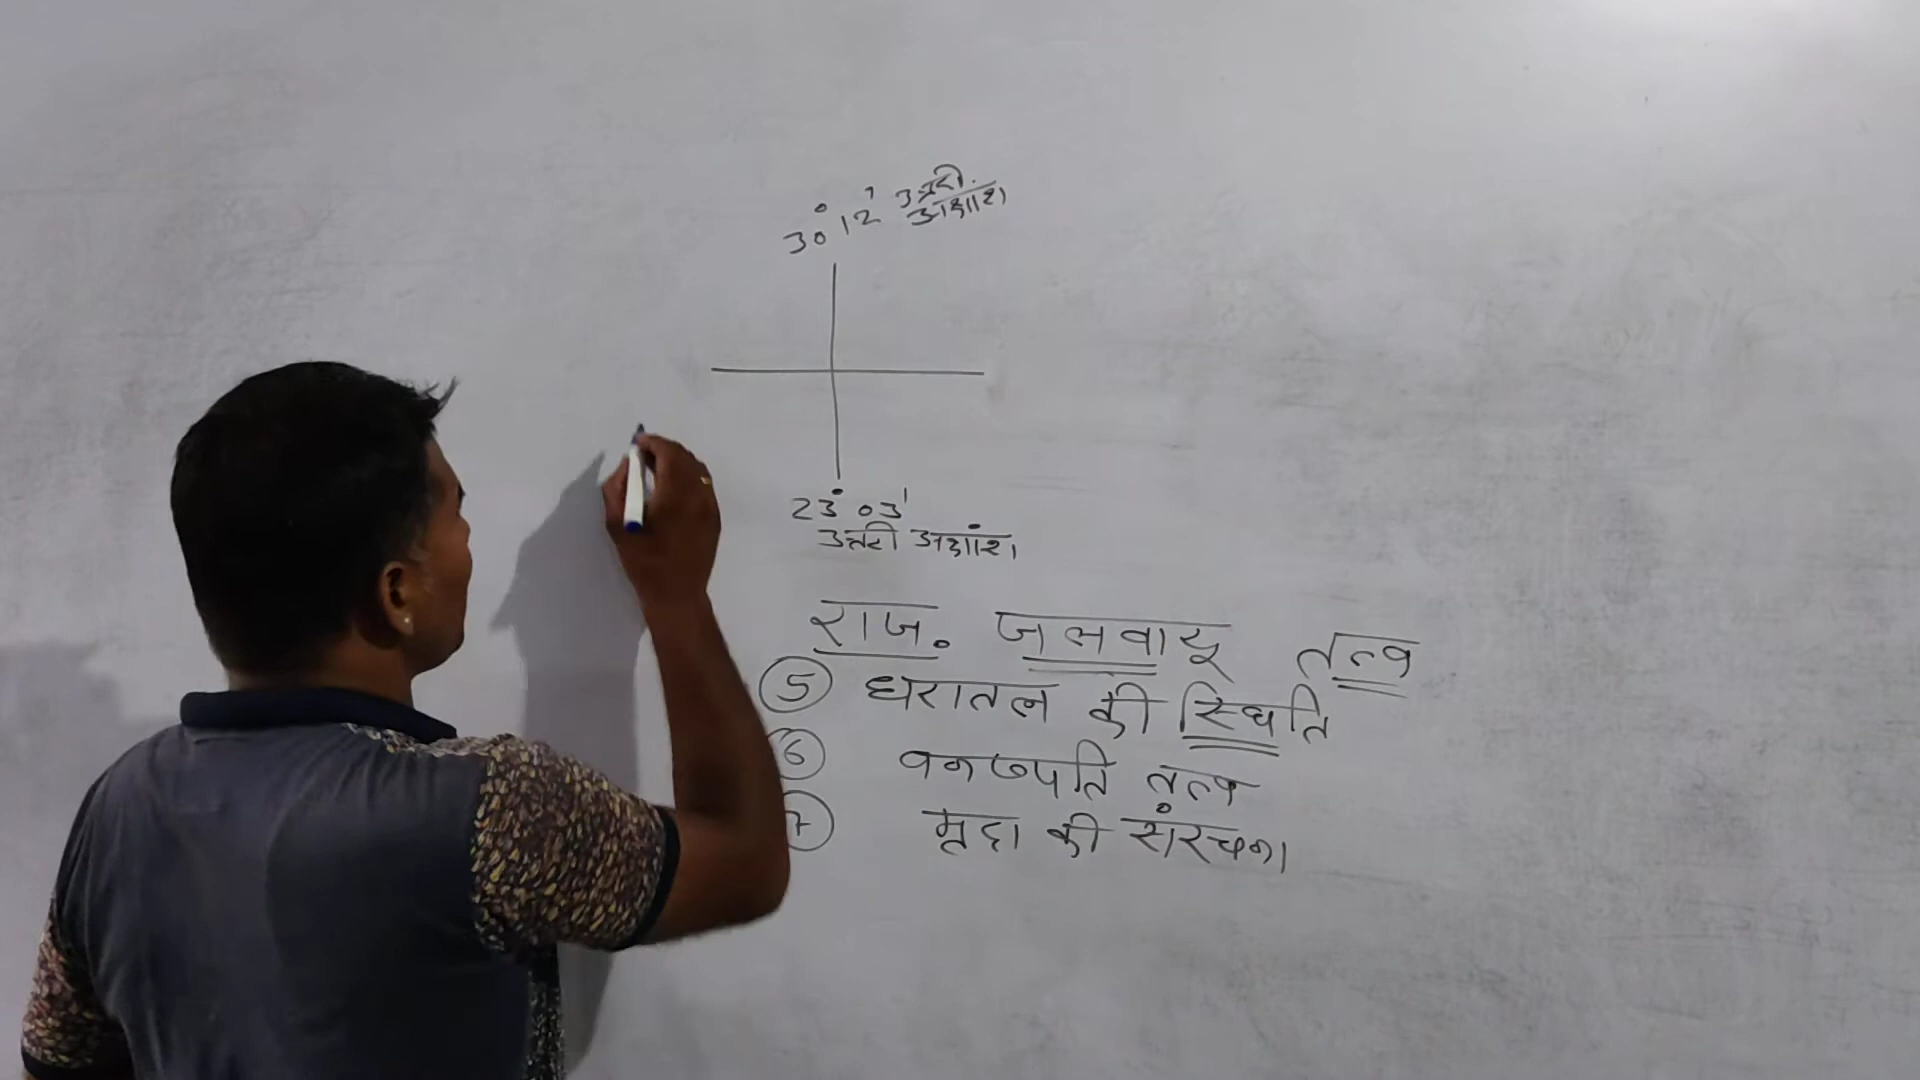 30° 12' उत्तरी
अक्षांश
23° 03'
उत्तरी अक्षांश
राज. जलवायु तत्व
5 धरातल की स्थिति
6 वनस्पति तत्व
7 मृदा की संरचना